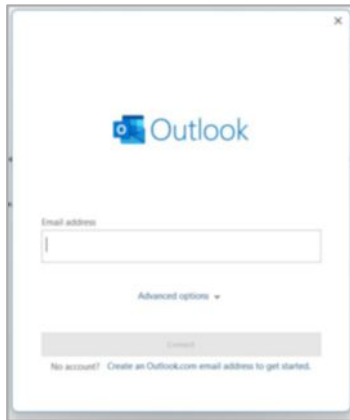 Outlook
Email address
Advanced options
Connect
No account? Create an Outlook.com email address to get started.